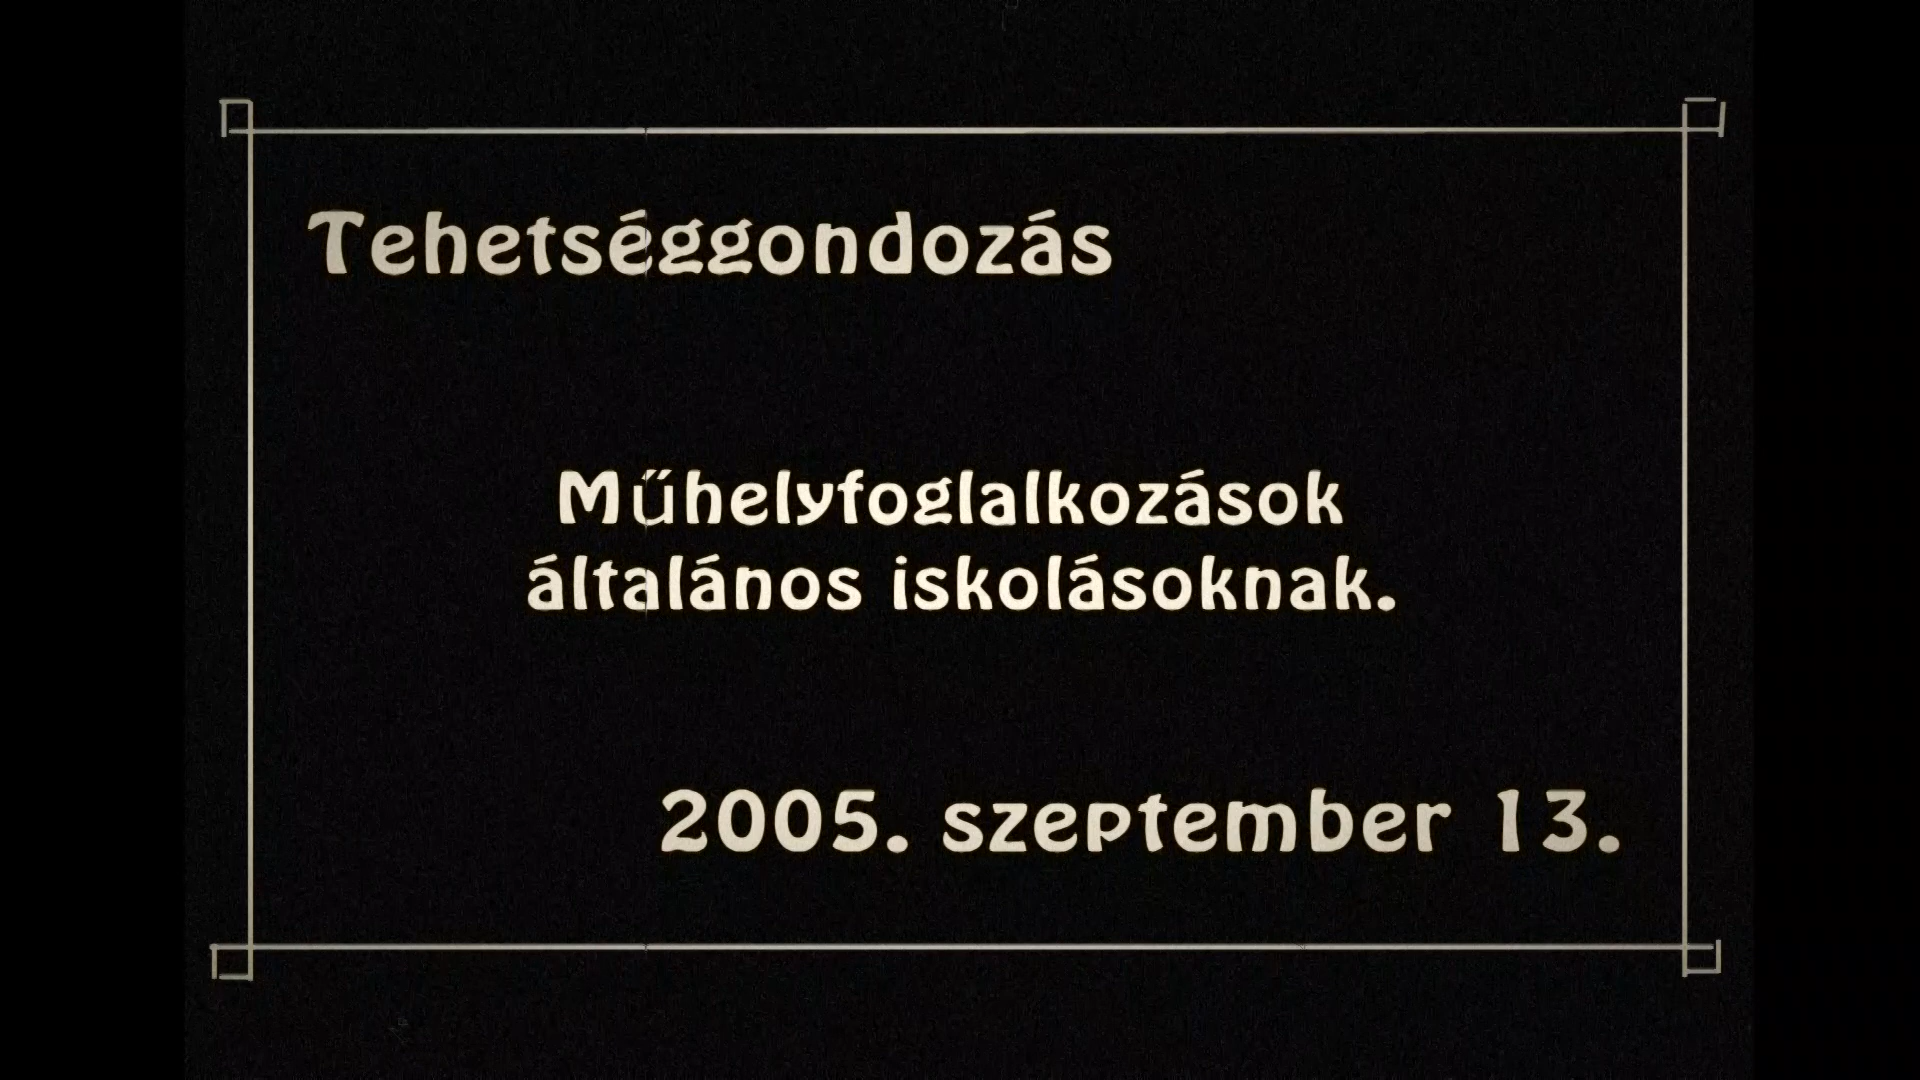 Tehetséggondozás
Műhelyfoglalkozások
általános iskolásoknak.
2005. szeptember 13.